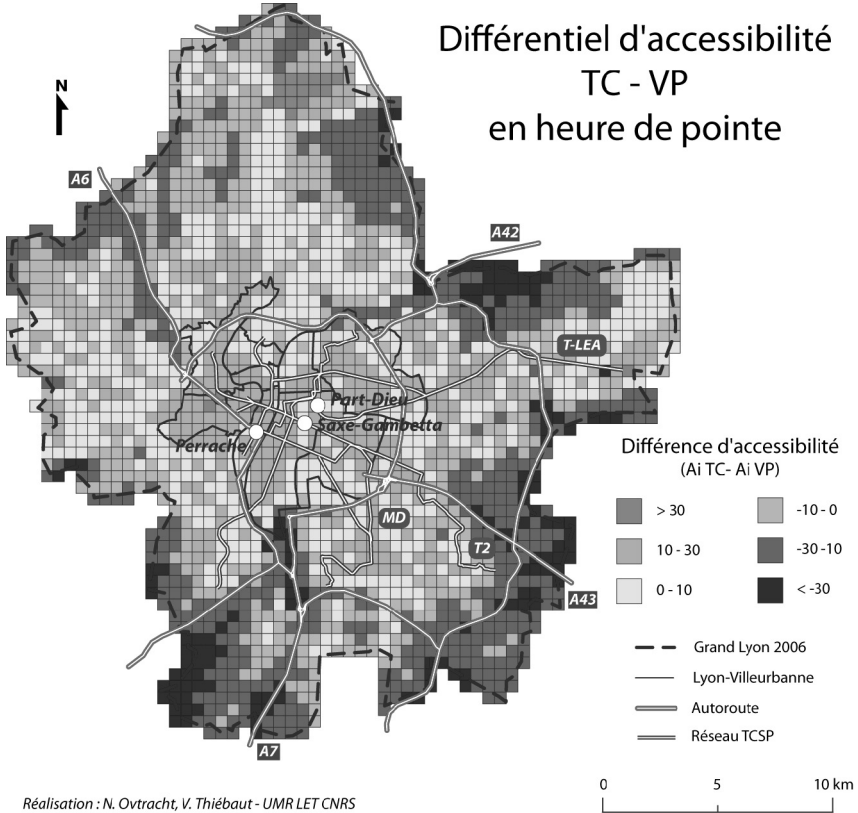 Différentiel d'accessibilité
TC - VP
en heure de pointe
N
A6
A42
T-LEA
Part-Dieu
Saxe-Gambetta
Perrache
MD
T2
A43
A7
Différence d'accessibilité
(Ai TC- Ai VP)
> 30
-10 - 0
10 - 30
-30 -10
0 - 10
< -30
Grand Lyon 2006
Lyon-Villeurbanne
Autoroute
Réseau TCSP
0 5 10 km
Réalisation : N. Ovtracht, V. Thiébaut - UMR LET CNRS